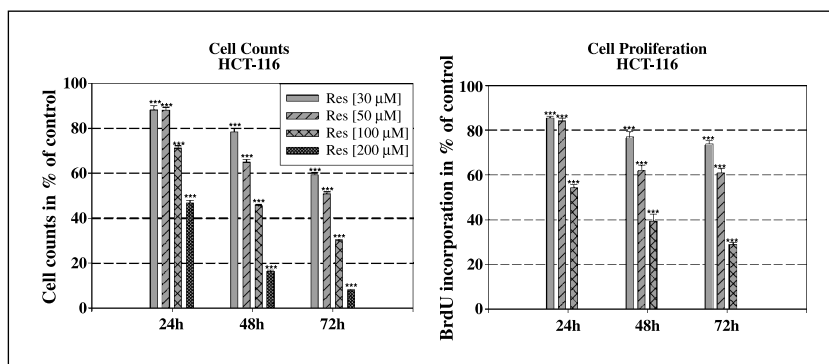 Cell Counts
HCT-116
Cell counts in % of control
100
80
60
40
20
0
Res [30 µM]
Res [50 µM]
Res [100 µM]
Res [200 µM]
*** *** *** ***
*** *** *** ***
*** *** *** ***
24h 48h 72h
Cell Proliferation
HCT-116
BrdU incorporation in % of control
100
80
60
40
20
0
*** *** ***
*** *** ***
*** *** ***
24h 48h 72h